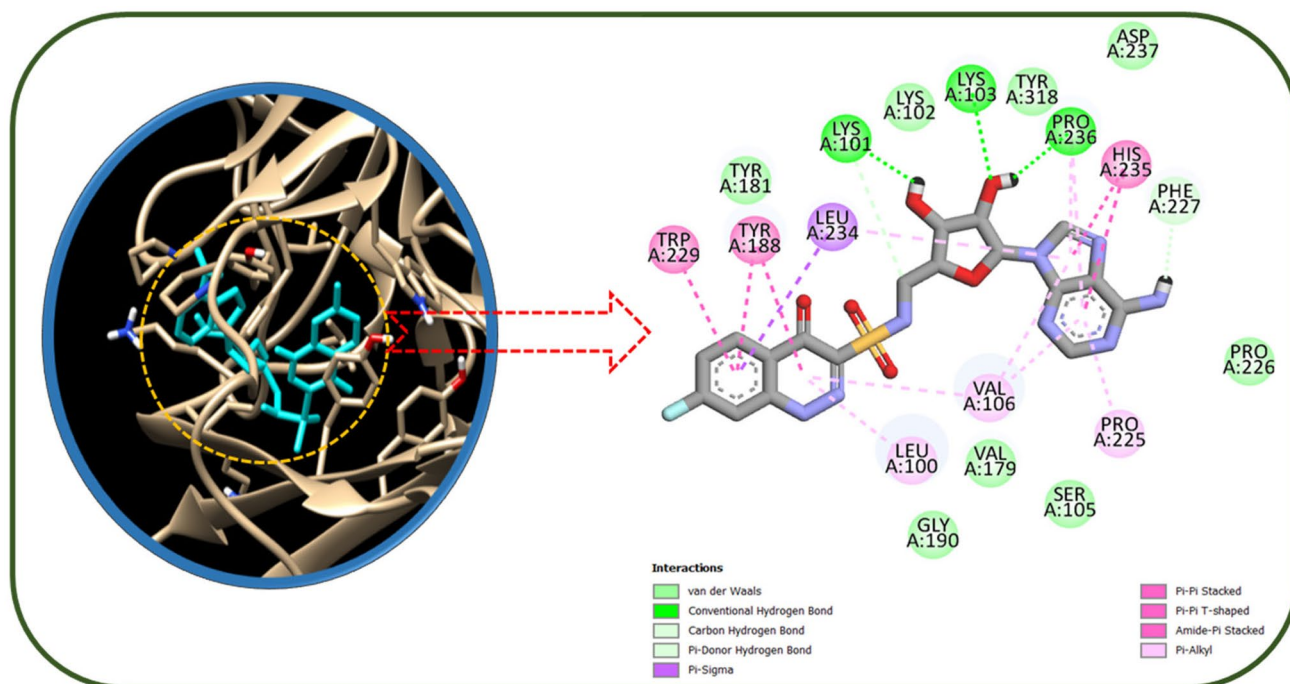 ASP
A:237
LYS
A:103
TYR
A:318
LYS
A:102
PRO
A:236
LYS
A:101
HIS
A:235
TYR
A:181
PHE
A:227
LEU
A:234
TYR
A:188
TRP
A:229
PRO
A:226
VAL
A:106
PRO
A:225
LEU
A:100
VAL
A:179
SER
A:105
GLY
A:190
Interactions
van der Waals
Conventional Hydrogen Bond
Carbon Hydrogen Bond
Pi-Donor Hydrogen Bond
Pi-Sigma
Pi-Pi Stacked
Pi-Pi T-shaped
Amide-Pi Stacked
Pi-Alkyl